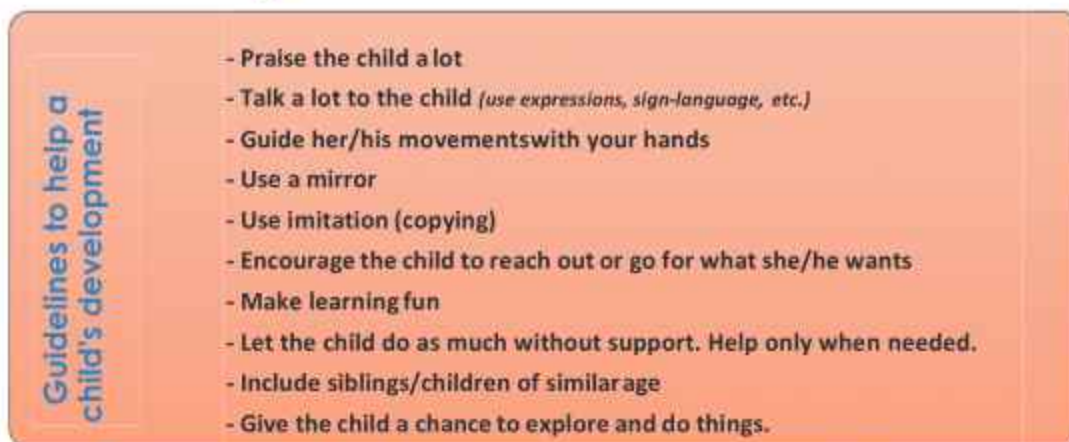 Guidelines to help a
child's development
- Praise the child a lot
- Talk a lot to the child (use expressions, sign-language, etc.)
- Guide her/his movementswith your hands
- Use a mirror
- Use imitation (copying)
- Encourage the child to reach out or go for what she/he wants
- Make learning fun
- Let the child do as much without support. Help only when needed.
- Include siblings/children of similar age
- Give the child a chance to explore and do things.